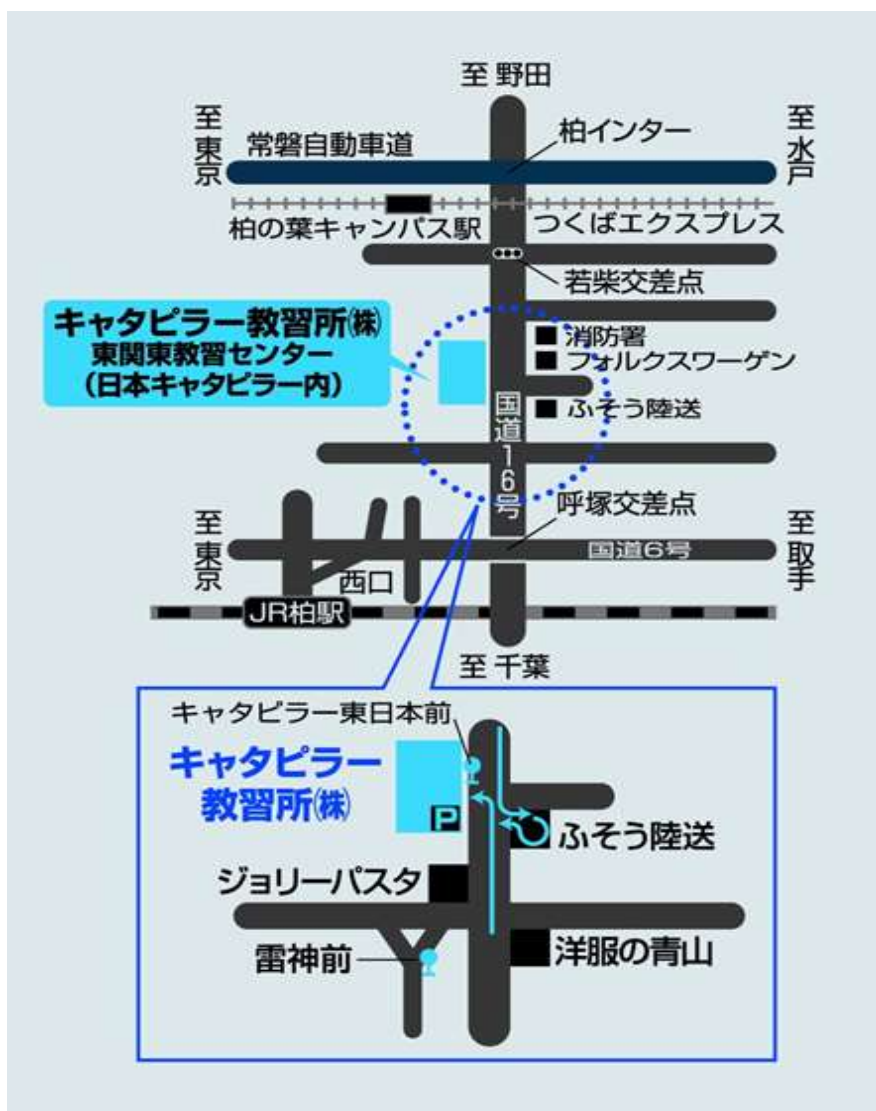 至 野田
至東京
常磐自動車道
柏インター
至水戸
柏の葉キャンパス駅
つくばエクスプレス
若柴交差点
キャタピラー教習所㈱
東関東教習センター
(日本キャタピラー内)
消防署
フォルクスワーゲン
ふそう陸送
国道16号
呼塚交差点
至東京
国道6号
至取手
西口
JR柏駅
至 千葉
キャタピラー東日本前
キャタピラー
教習所㈱
P
ふそう陸送
ジョリーパスタ
雷神前
洋服の青山